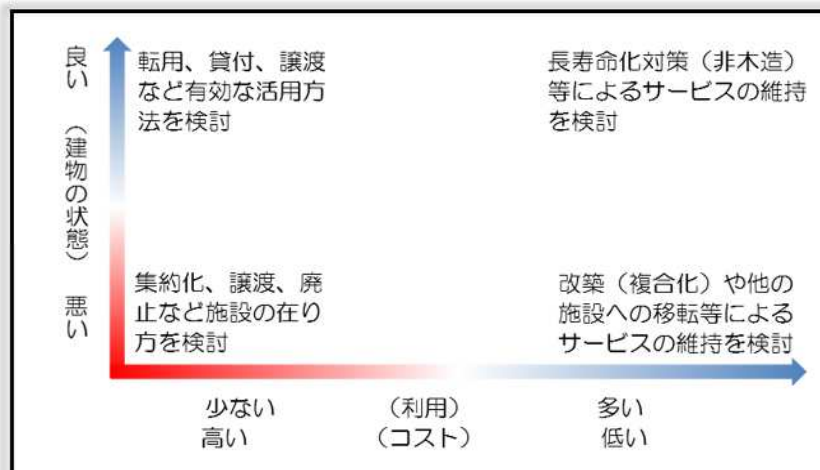 良い （建物の状態） 悪い
転用、貸付、譲渡
など有効な活用方
法を検討
長寿命化対策（非木造）
等によるサービスの維持
を検討
集約化、譲渡、廃
止など施設の在り
方を検討
改築（複合化）や他の
施設への移転等による
サービスの維持を検討
少ない （利用） 多い
高い （コスト） 低い